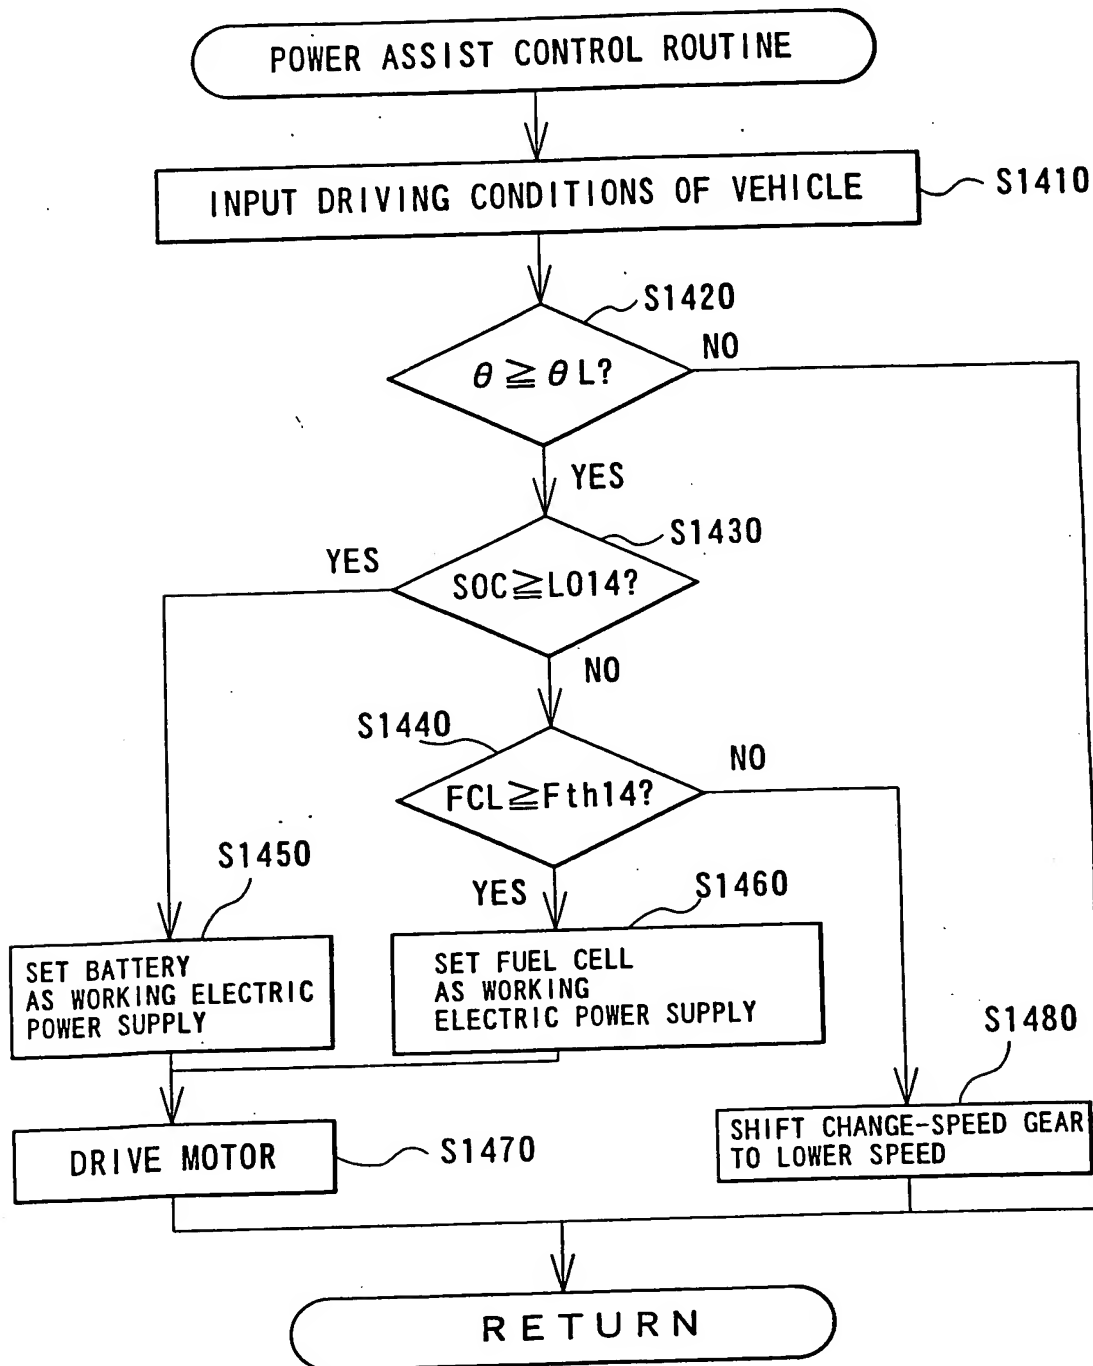 POWER ASSIST CONTROL ROUTINE
INPUT DRIVING CONDITIONS OF VEHICLE
S1410
S1420
θ ≧ θ L?
NO
YES
S1430
YES
SOC≧LO14?
NO
S1440
FCL≧Fth14?
NO
S1450
YES
S1460
SET BATTERY
AS WORKING ELECTRIC
POWER SUPPLY
SET FUEL CELL
AS WORKING
ELECTRIC POWER SUPPLY
S1480
DRIVE MOTOR
S1470
SHIFT CHANGE-SPEED GEAR
TO LOWER SPEED
RETURN